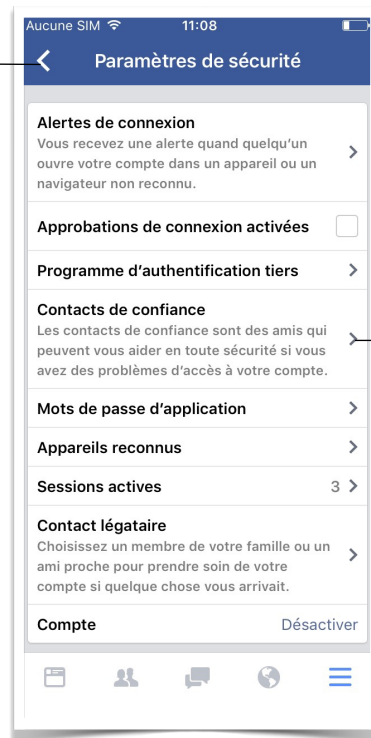 Aucune SIM 11:08
Paramètres de sécurité
Alertes de connexion
Vous recevez une alerte quand quelqu'un
ouvre votre compte dans un appareil ou un
navigateur non reconnu.
Approbations de connexion activées
Programme d'authentification tiers
Contacts de confiance
Les contacts de confiance sont des amis qui
peuvent vous aider en toute sécurité si vous
avez des problèmes d'accès à votre compte.
Mots de passe d'application
Appareils reconnus
Sessions actives 3
Contact légataire
Choisissez un membre de votre famille ou un
ami proche pour prendre soin de votre
compte si quelque chose vous arrivait.
Compte Désactiver